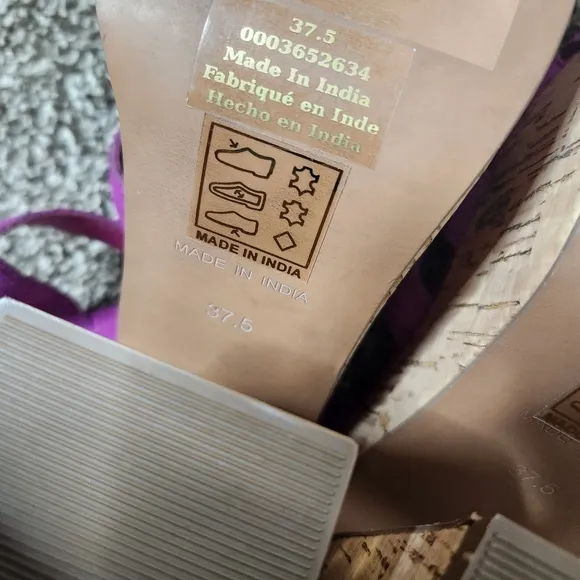 37.5
0003652634
Made In India
Fabriqué en Inde
Hecho en India
MADE IN INDIA
MADE IN INDIA
37.5
37.5